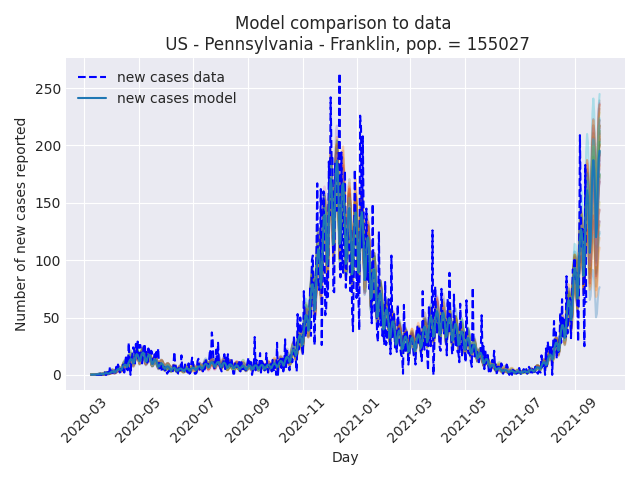 Model comparison to data
US - Pennsylvania - Franklin, pop. = 155027
new cases data
new cases model
Number of new cases reported
250
200
150
100
50
0
2020-03
2020-05
2020-07
2020-09
2020-11
2021-01
2021-03
2021-05
2021-07
2021-09
Day